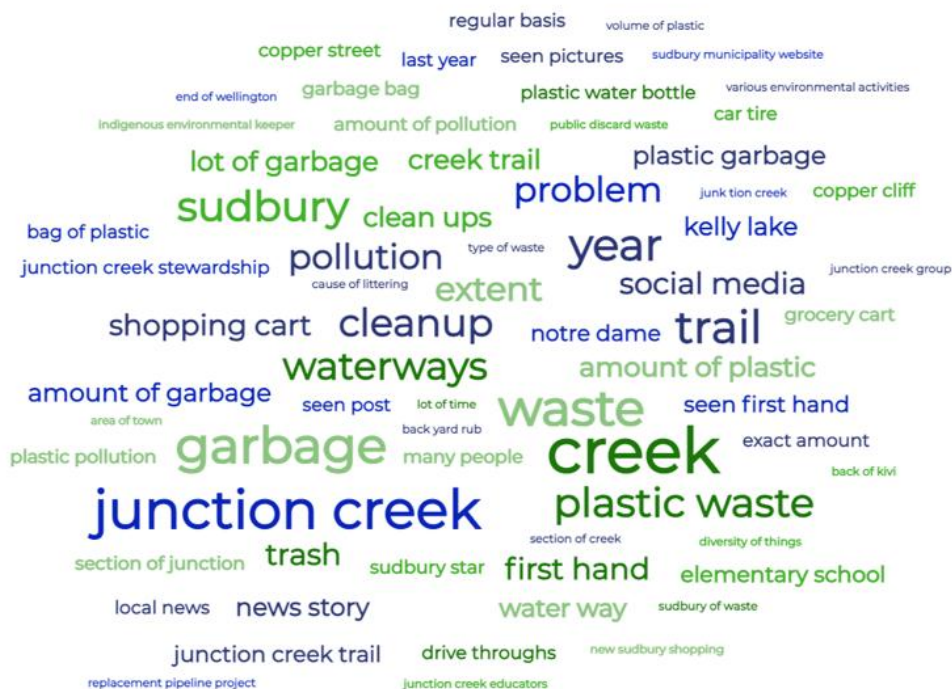 regular basis
volume of plastic
copper street
last year
seen pictures
sudbury municipality website
end of wellington
garbage bag
plastic water bottle
various environmental activities
indigenous environmental keeper
amount of pollution
public discard waste
car tire
lot of garbage
creek trail
plastic garbage
sudbury
clean ups
problem
junk tion creek
copper cliff
bag of plastic
pollution
type of waste
year
kelly lake
junction creek stewardship
cause of littering
extent
social media
junction creek group
shopping cart
cleanup
notre dame
trail
grocery cart
waterways
amount of plastic
amount of garbage
seen post
lot of time
waste
seen first hand
area of town
garbage
back yard rub
many people
creek
exact amount
plastic pollution
back of kivi
junction creek
plastic waste
section of junction
trash
sudbury star
section of creek
first hand
diversity of things
elementary school
local news
news story
water way
sudbury of waste
junction creek trail
drive throughs
new sudbury shopping
replacement pipeline project
junction creek educators